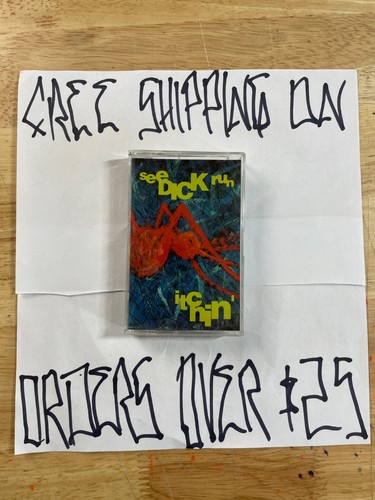 FREE SHIPPING ON
see DICK run
itchin'
ORDERS OVER $25